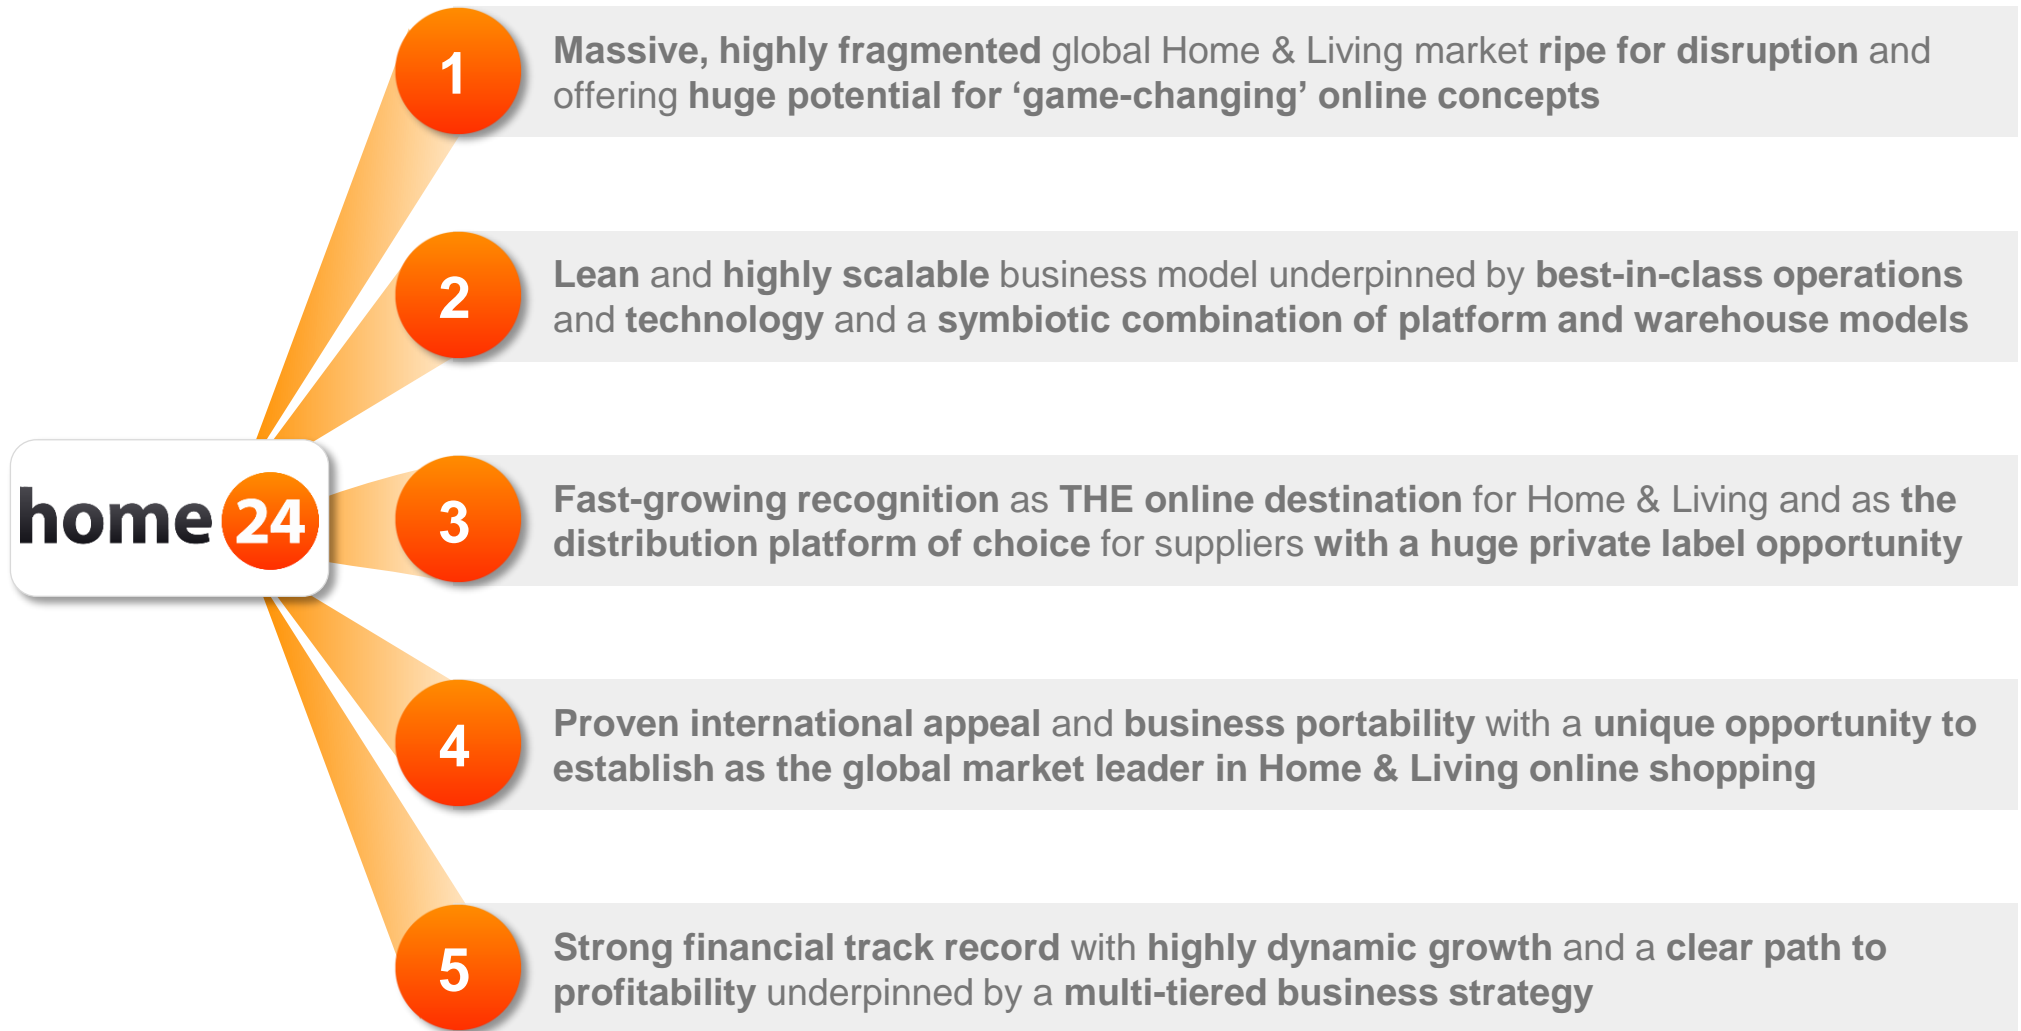 1
Massive, highly fragmented global Home & Living market ripe for disruption and
offering huge potential for ‘game-changing’ online concepts
2
Lean and highly scalable business model underpinned by best-in-class operations
and technology and a symbiotic combination of platform and warehouse models
home 24
3
Fast-growing recognition as THE online destination for Home & Living and as the
distribution platform of choice for suppliers with a huge private label opportunity
4
Proven international appeal and business portability with a unique opportunity to
establish as the global market leader in Home & Living online shopping
5
Strong financial track record with highly dynamic growth and a clear path to
profitability underpinned by a multi-tiered business strategy